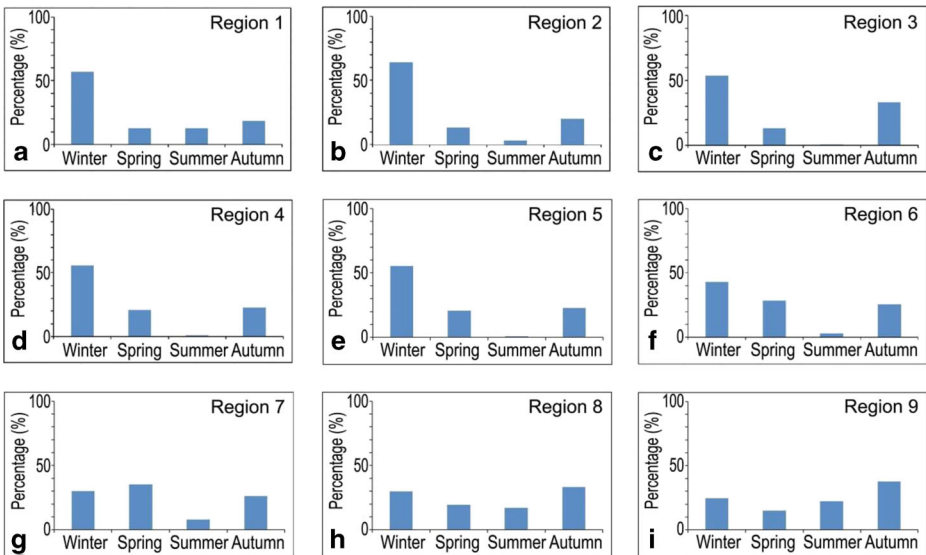 Region 1
Percentage (%)
100
50
0
Winter Spring Summer Autumn
a
Region 2
Percentage (%)
100
50
0
Winter Spring Summer Autumn
b
Region 3
Percentage (%)
100
50
0
Winter Spring Summer Autumn
c
Region 4
Percentage (%)
100
50
0
Winter Spring Summer Autumn
d
Region 5
Percentage (%)
100
50
0
Winter Spring Summer Autumn
e
Region 6
Percentage (%)
100
50
0
Winter Spring Summer Autumn
f
Region 7
Percentage (%)
100
50
0
Winter Spring Summer Autumn
g
Region 8
Percentage (%)
100
50
0
Winter Spring Summer Autumn
h
Region 9
Percentage (%)
100
50
0
Winter Spring Summer Autumn
i